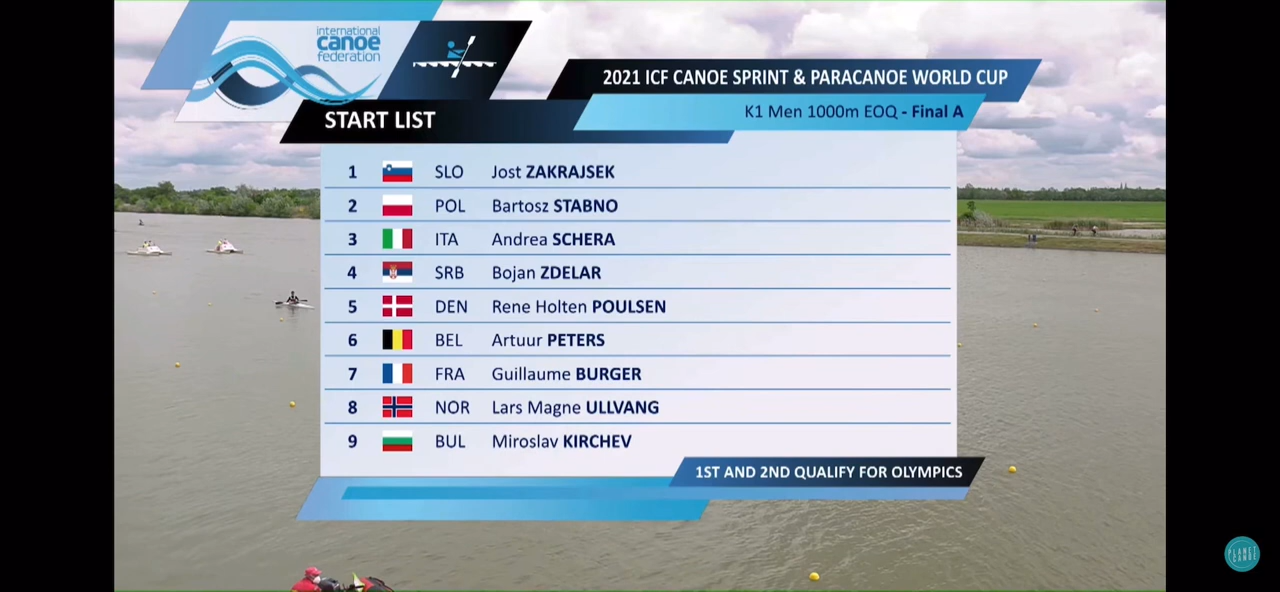 international
canoe
federation
2021 ICF CANOE SPRINT & PARACANOE WORLD CUP
K1 Men 1000m EOQ - Final A
START LIST
1 SLO Jost ZAKRAJSEK
2 POL Bartosz STABNO
3 ITA Andrea SCHERA
4 SRB Bojan ZDELAR
5 DEN Rene Holten POULSEN
6 BEL Artuur PETERS
7 FRA Guillaume BURGER
8 NOR Lars Magne ULLVANG
9 BUL Miroslav KIRCHEV
1ST AND 2ND QUALIFY FOR OLYMPICS
PLANET
CANOE